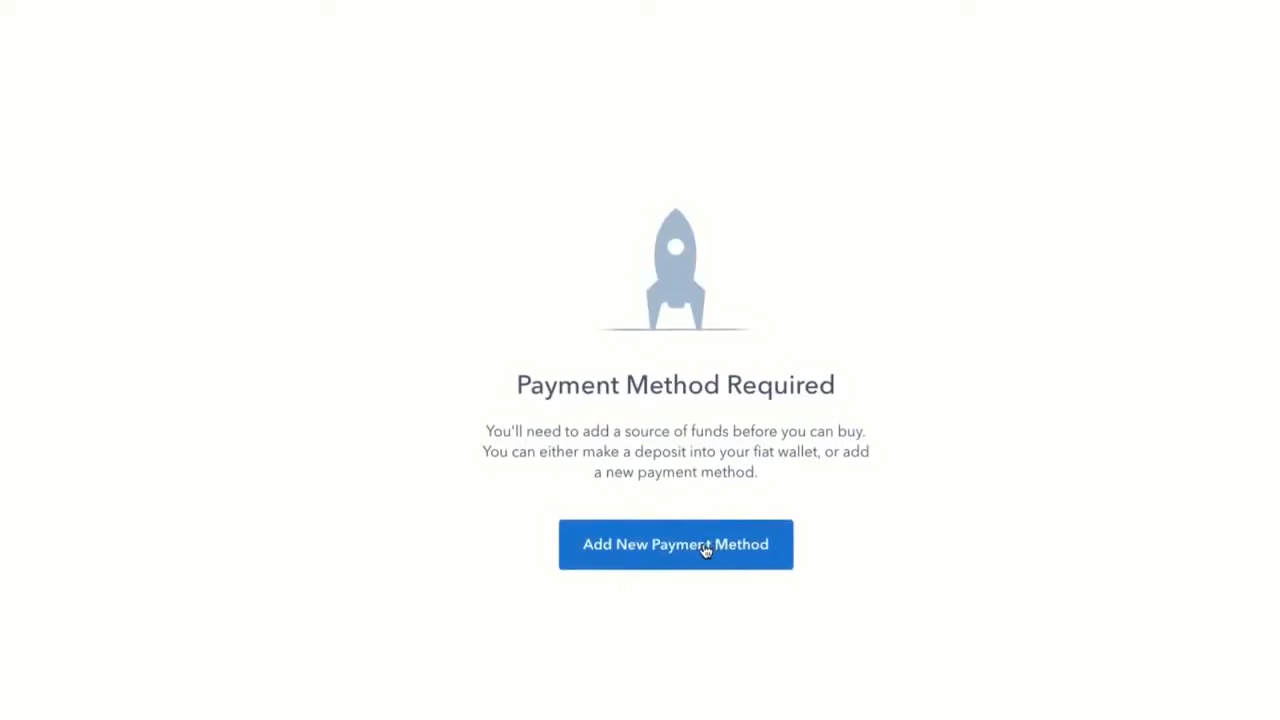 Payment Method Required
You'll need to add a source of funds before you can buy.
You can either make a deposit into your fiat wallet, or add
a new payment method.
Add New Payment Method